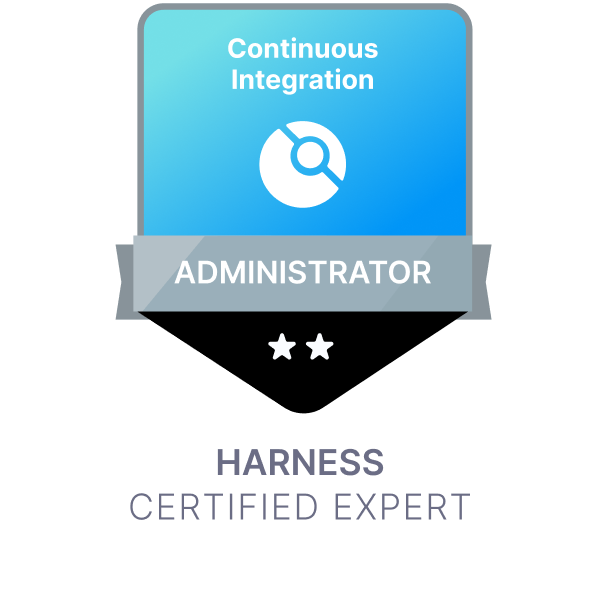 Continuous
Integration
ADMINISTRATOR
HARNESS
CERTIFIED EXPERT